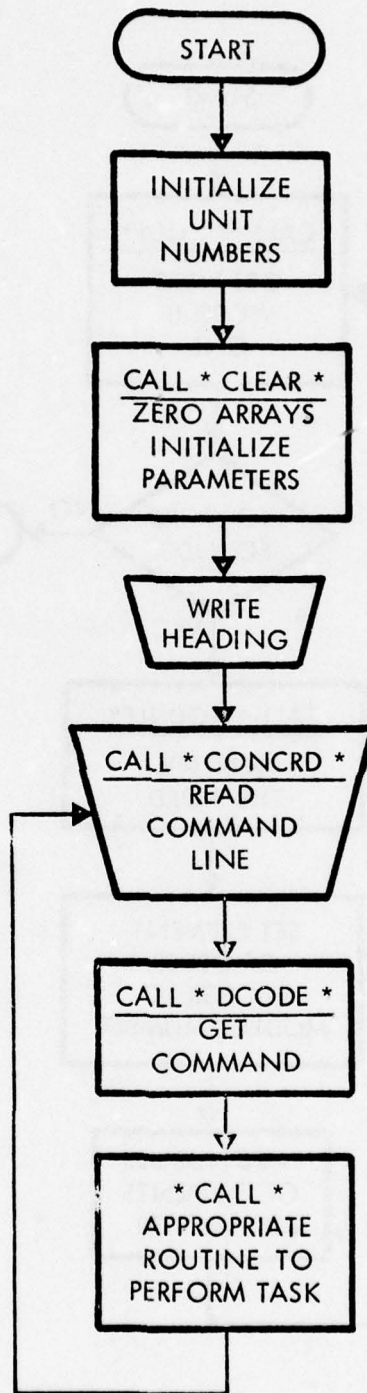 START
INITIALIZE
UNIT
NUMBERS
CALL * CLEAR *
ZERO ARRAYS
INITIALIZE
PARAMETERS
WRITE
HEADING
CALL * CONCRD *
READ
COMMAND
LINE
CALL * DCODE *
GET
COMMAND
* CALL *
APPROPRIATE
ROUTINE TO
PERFORM TASK